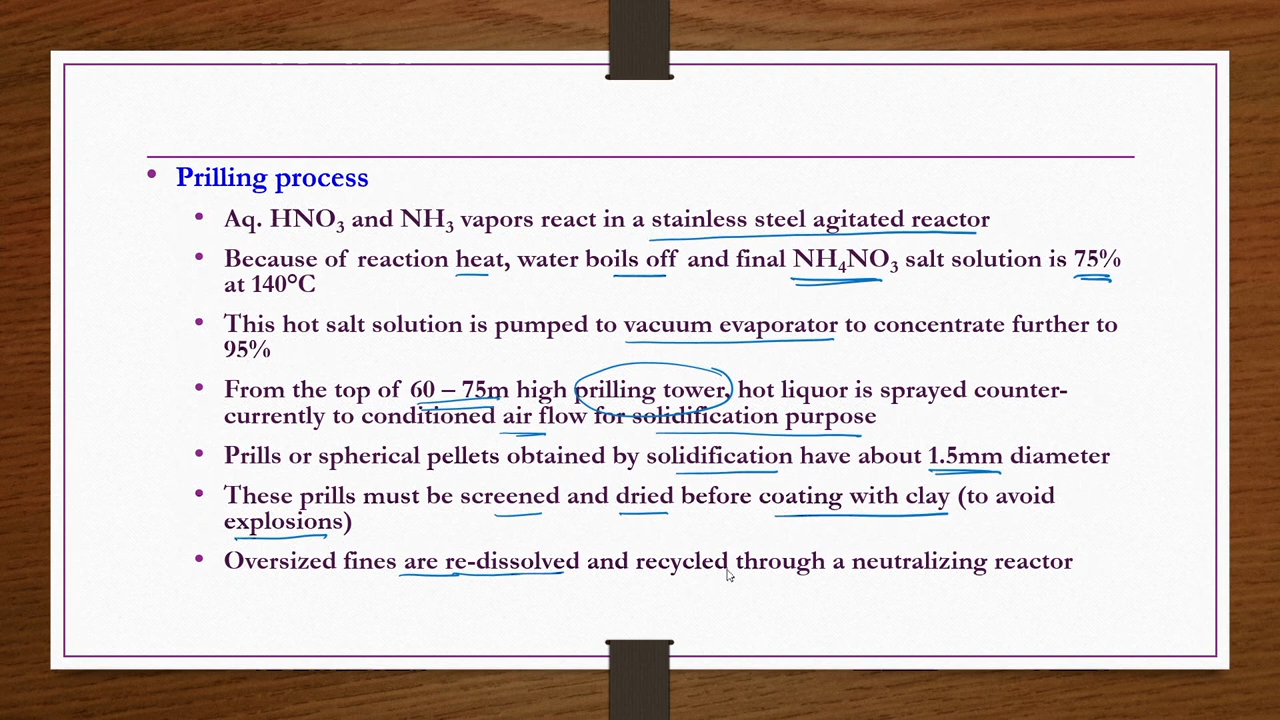 Prilling process
Aq. HNO₃ and NH₃ vapors react in a stainless steel agitated reactor
Because of reaction heat, water boils off and final NH₄NO₃ salt solution is 75%
at 140°C
This hot salt solution is pumped to vacuum evaporator to concentrate further to
95%
From the top of 60 – 75m high prilling tower, hot liquor is sprayed counter-
currently to conditioned air flow for solidification purpose
Prills or spherical pellets obtained by solidification have about 1.5mm diameter
These prills must be screened and dried before coating with clay (to avoid
explosions)
Oversized fines are re-dissolved and recycled through a neutralizing reactor